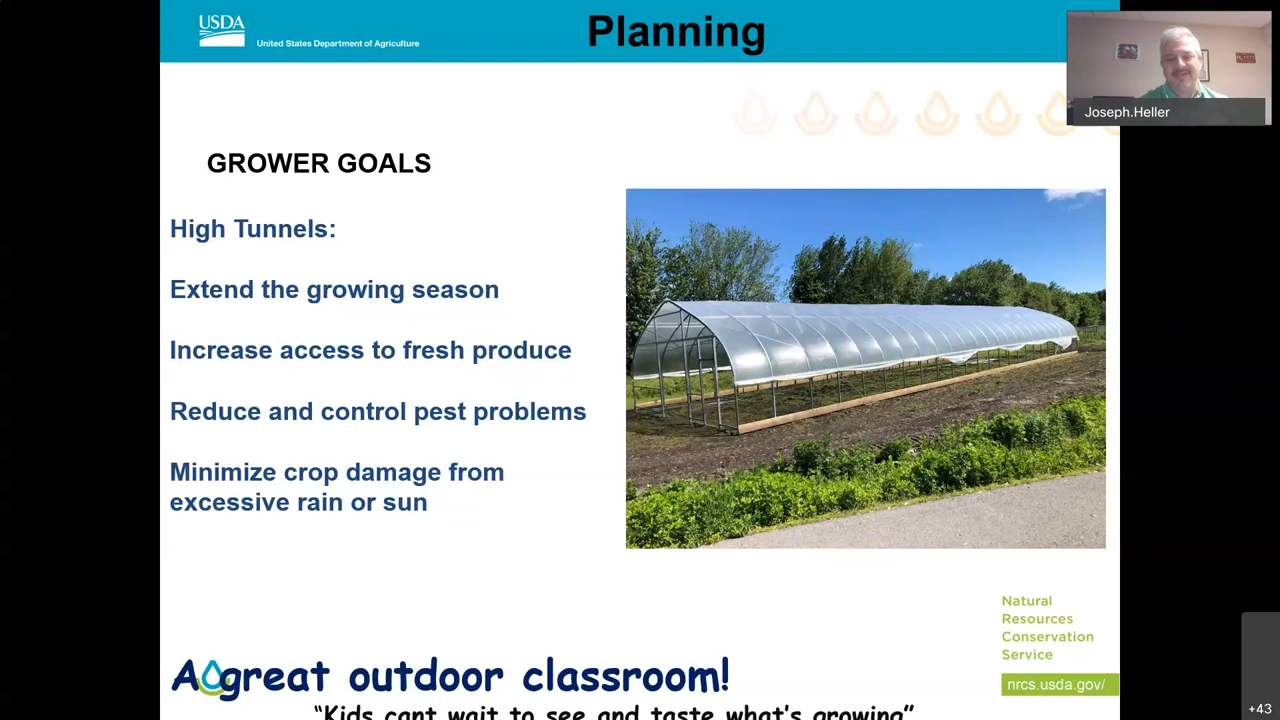 USDA
United States Department of Agriculture
Planning
Joseph.Heller
GROWER GOALS
High Tunnels:
Extend the growing season
Increase access to fresh produce
Reduce and control pest problems
Minimize crop damage from
excessive rain or sun
Natural
Resources
Conservation
Service
nrcs.usda.gov/
A great outdoor classroom!
“Kids cant wait to see and taste what's growing”
+43